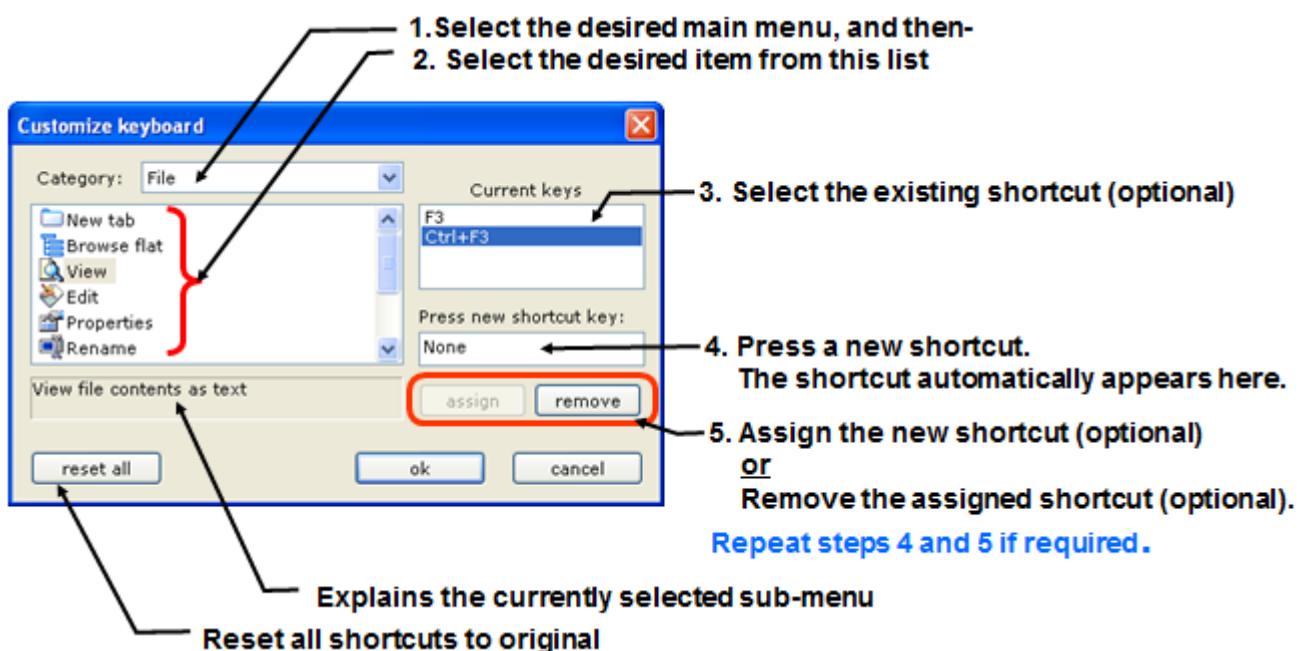 1.Select the desired main menu, and then-
2. Select the desired item from this list
Customize keyboard
Category: File
Current keys
3. Select the existing shortcut (optional)
New tab
F3
Browse flat
Ctrl+F3
View
Edit
Properties
Press new shortcut key:
Rename
None
4. Press a new shortcut.
The shortcut automatically appears here.
View file contents as text
assign
remove
5. Assign the new shortcut (optional)
or
Remove the assigned shortcut (optional).
reset all
ok
cancel
Repeat steps 4 and 5 if required.
Explains the currently selected sub-menu
Reset all shortcuts to original